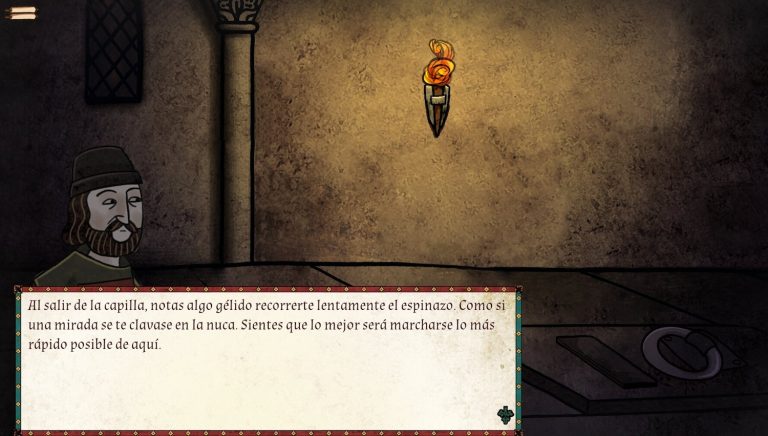 Al salir de la capilla, notas algo gélido recorrerte lentamente el espinazo. Como si
una mirada se te clavase en la nuca. Sientes que lo mejor será marcharse lo más
rápido posible de aquí.